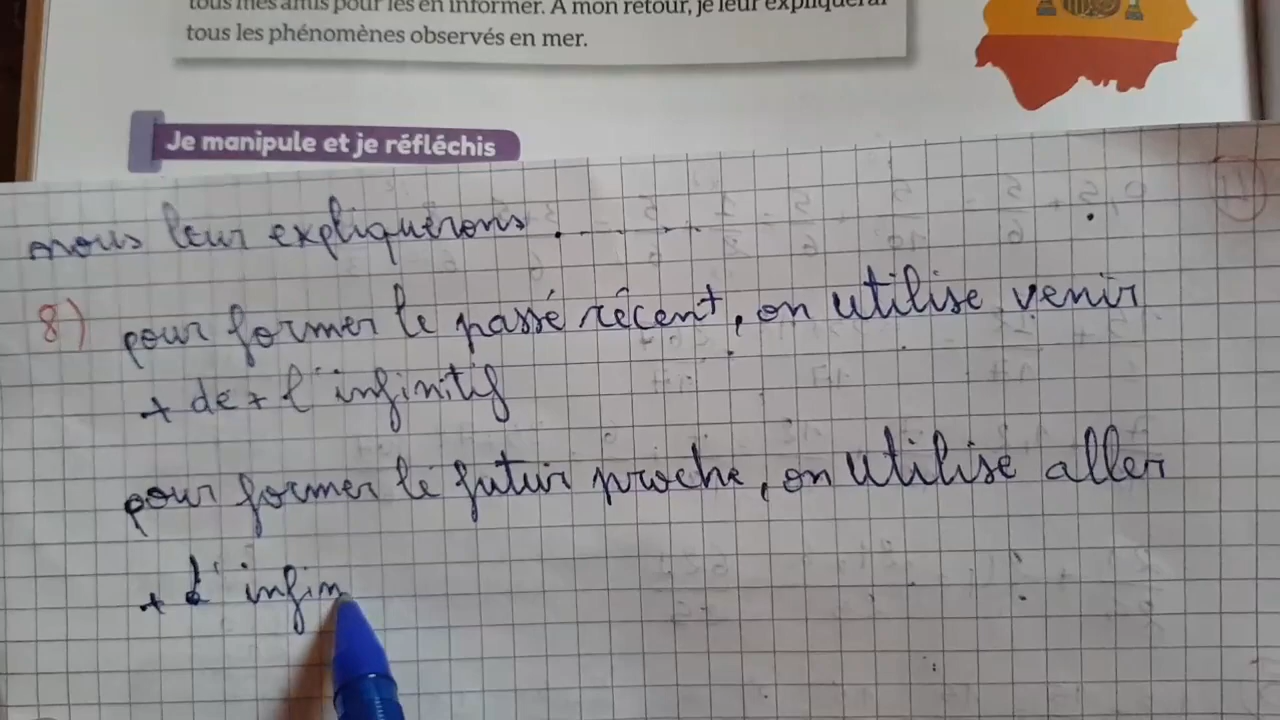 tous mes amis pour les en informer. À mon retour, je leur expliquerai
tous les phénomènes observés en mer.
Je manipule et je réfléchis
nous leur expliquerons.
8) pour former le passé récent, on utilise venir
+ de + l'infinitif
pour former le futur proche, on utilise aller
+ l'infin